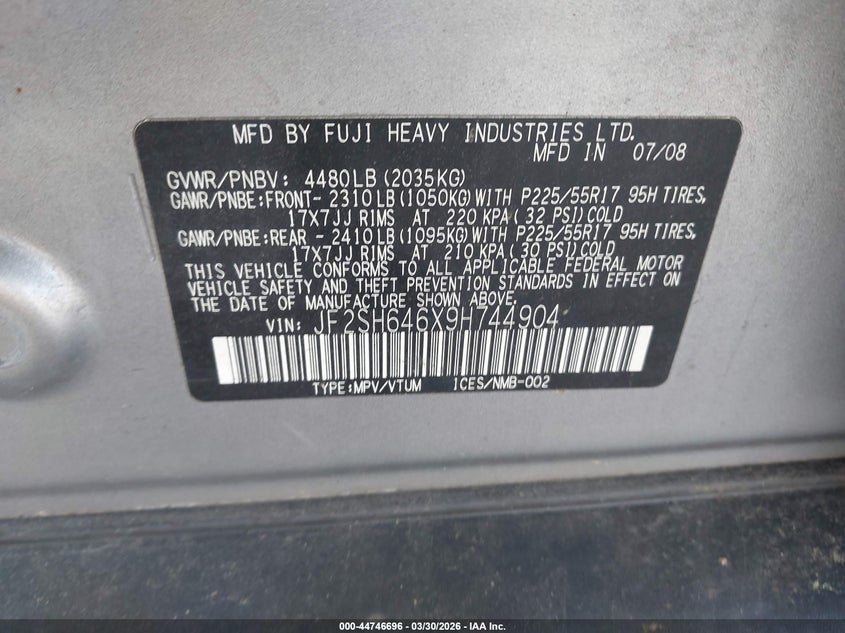 MFD BY FUJI HEAVY INDUSTRIES LTD.
MFD IN 07/08
GVWR/PNBV: 4480LB (2035KG)
GAWR/PNBE:FRONT- 2310LB (1050KG) WITH P225/55R17 95H TIRES,
17X7JJ RIMS AT 220 KPA( 32 PSI)COLD
GAWR/PNBE:REAR - 2410LB (1095KG) WITH P225/55R17 95H TIRES,
17X7JJ RIMS AT 210 KPA( 30 PSI)COLD
THIS VEHICLE CONFORMS TO ALL APPLICABLE FEDERAL MOTOR
VEHICLE SAFETY AND THEFT PREVENTION STANDARDS IN EFFECT ON
THE DATE OF MANUFACTURE SHOWN ABOVE.
VIN: JF2SH646X9H744904
TYPE:MPV/VTUM ICES/NMB-002
000-44746696 - 03/30/2026 - IAA Inc.